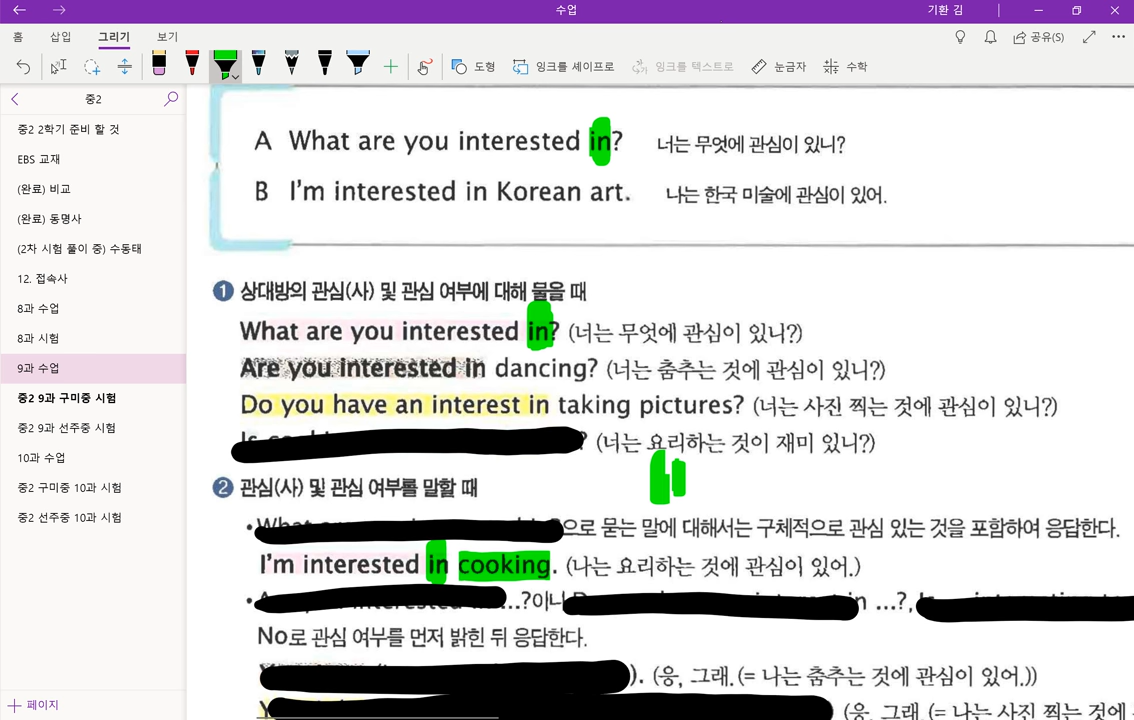 수업
기환 김
홈 삽입 그리기 보기
공유(S)
도형 잉크를 셰이프로 잉크를 텍스트로 눈금자 수학
중2
중2 2학기 준비 할 것
EBS 교재
(완료) 비교
(완료) 동명사
(2차 시험 풀이 중) 수동태
12. 접속사
8과 수업
8과 시험
9과 수업
중2 9과 구미중 시험
중2 9과 선주중 시험
10과 수업
중2 구미중 10과 시험
중2 선주중 10과 시험
페이지
A What are you interested in? 너는 무엇에 관심이 있니?
B I'm interested in Korean art. 나는 한국 미술에 관심이 있어.
1 상대방의 관심(사) 및 관심 여부에 대해 물을 때
What are you interested in? (너는 무엇에 관심이 있니?)
Are you interested in dancing? (너는 춤추는 것에 관심이 있니?)
Do you have an interest in taking pictures? (너는 사진 찍는 것에 관심이 있니?)
? (너는 요리하는 것이 재미 있니?)
2 관심(사) 및 관심 여부를 말할 때
•으로 묻는 말에 대해서는 구체적으로 관심 있는 것을 포함하여 응답한다.
I'm interested in cooking. (나는 요리하는 것에 관심이 있어.)
• ...?이나 in ...?,
No로 관심 여부를 먼저 밝힌 뒤 응답한다.
). (응, 그래. (= 나는 춤추는 것에 관심이 있어.))
(응, 그래. (= 나는 사진 찍는 것에